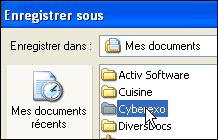 Enregistrer sous
Enregistrer dans :
Mes documents
Mes documents
récents
Activ Software
Cuisine
Cyberexo
DiversDocs